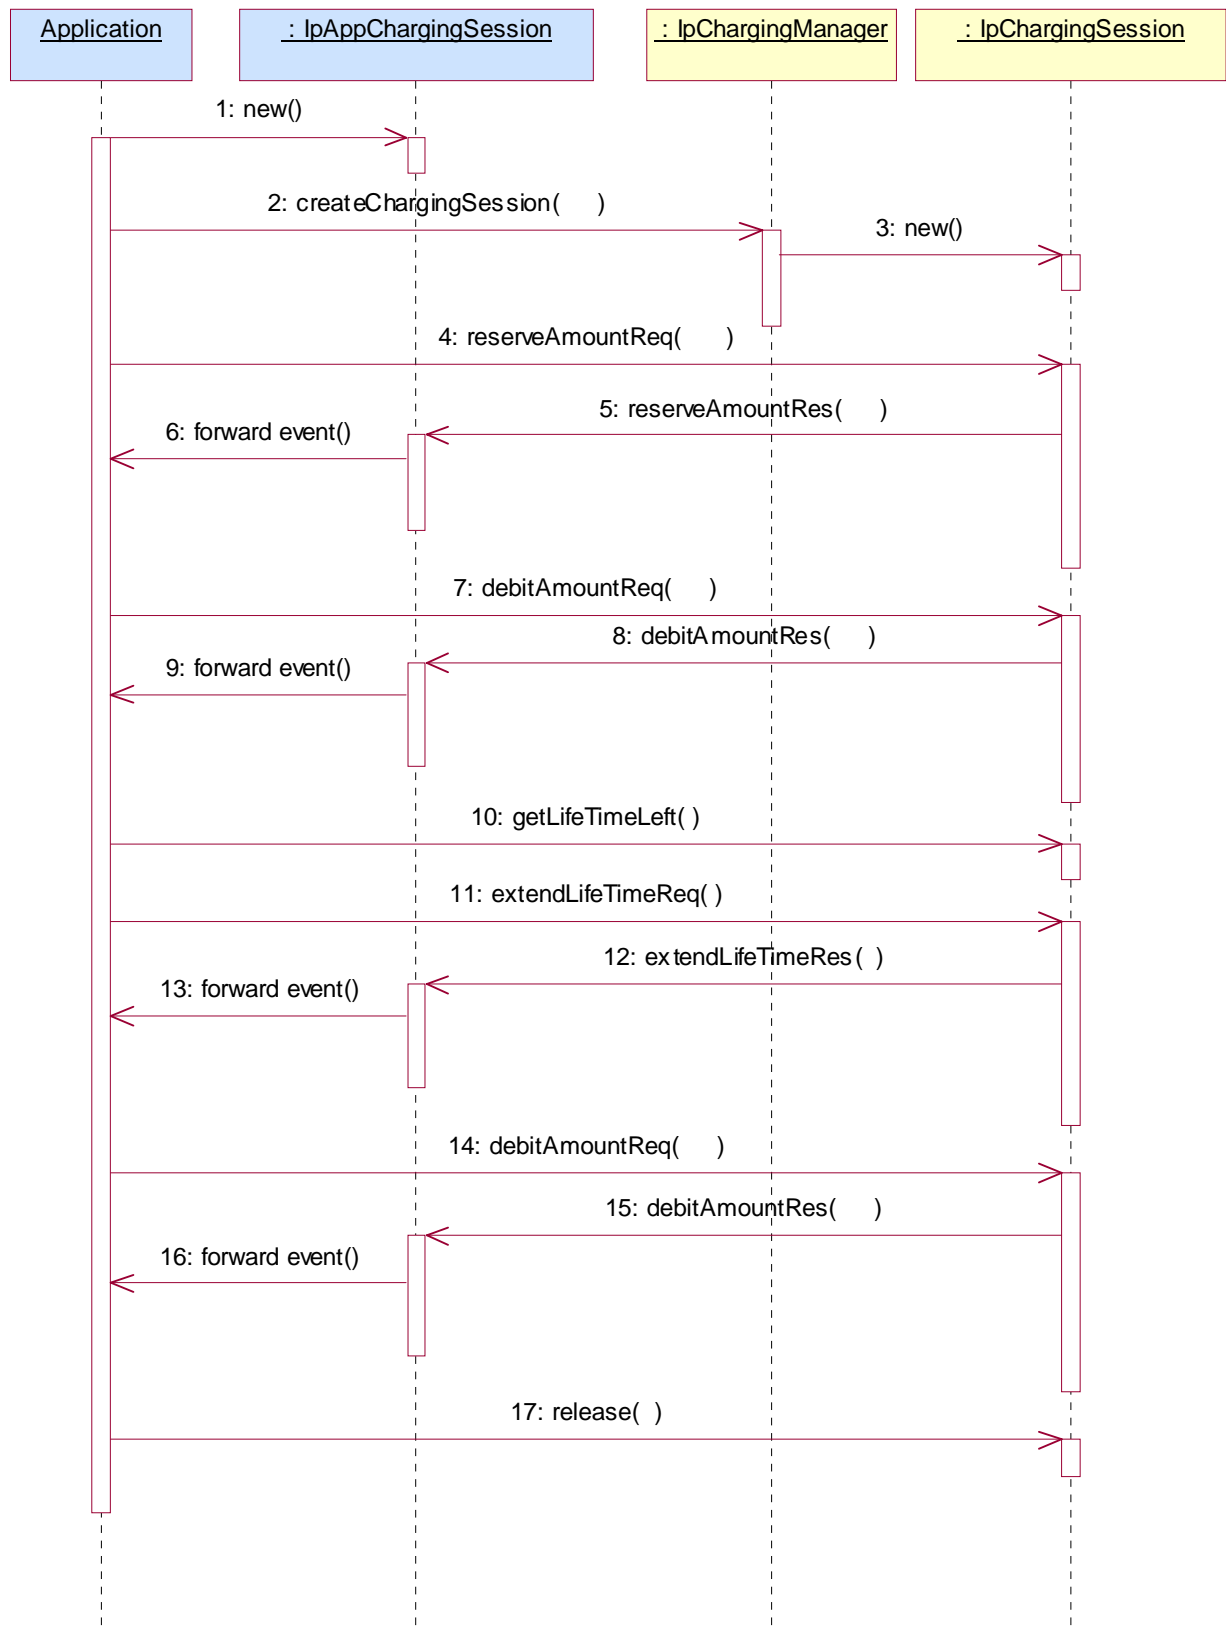 Application
: IpAppChargingSession
: IpChargingManager
: IpChargingSession
1: new()
2: createChargingSession( )
3: new()
4: reserveAmountReq( )
5: reserveAmountRes( )
6: forward event()
7: debitAmountReq( )
8: debitAmountRes( )
9: forward event()
10: getLifeTimeLeft( )
11: extendLifeTimeReq( )
12: extendLifeTimeRes( )
13: forward event()
14: debitAmountReq( )
15: debitAmountRes( )
16: forward event()
17: release( )